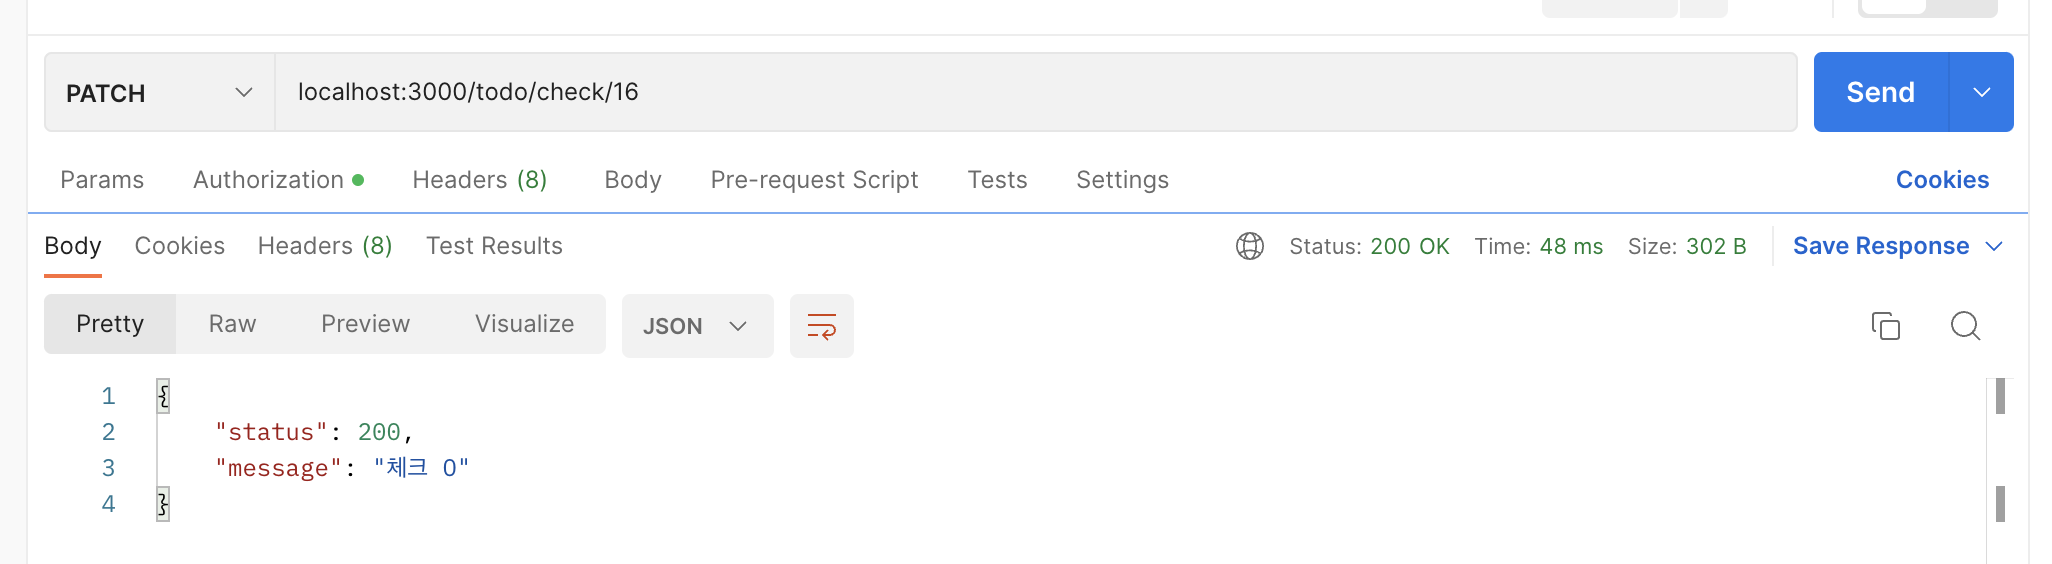 PATCH localhost:3000/todo/check/16 Send
Params Authorization Headers (8) Body Pre-request Script Tests Settings Cookies
Body Cookies Headers (8) Test Results Status: 200 OK Time: 48 ms Size: 302 B Save Response
Pretty Raw Preview Visualize JSON
1 {
2 "status": 200,
3 "message": "체크 O"
4 }